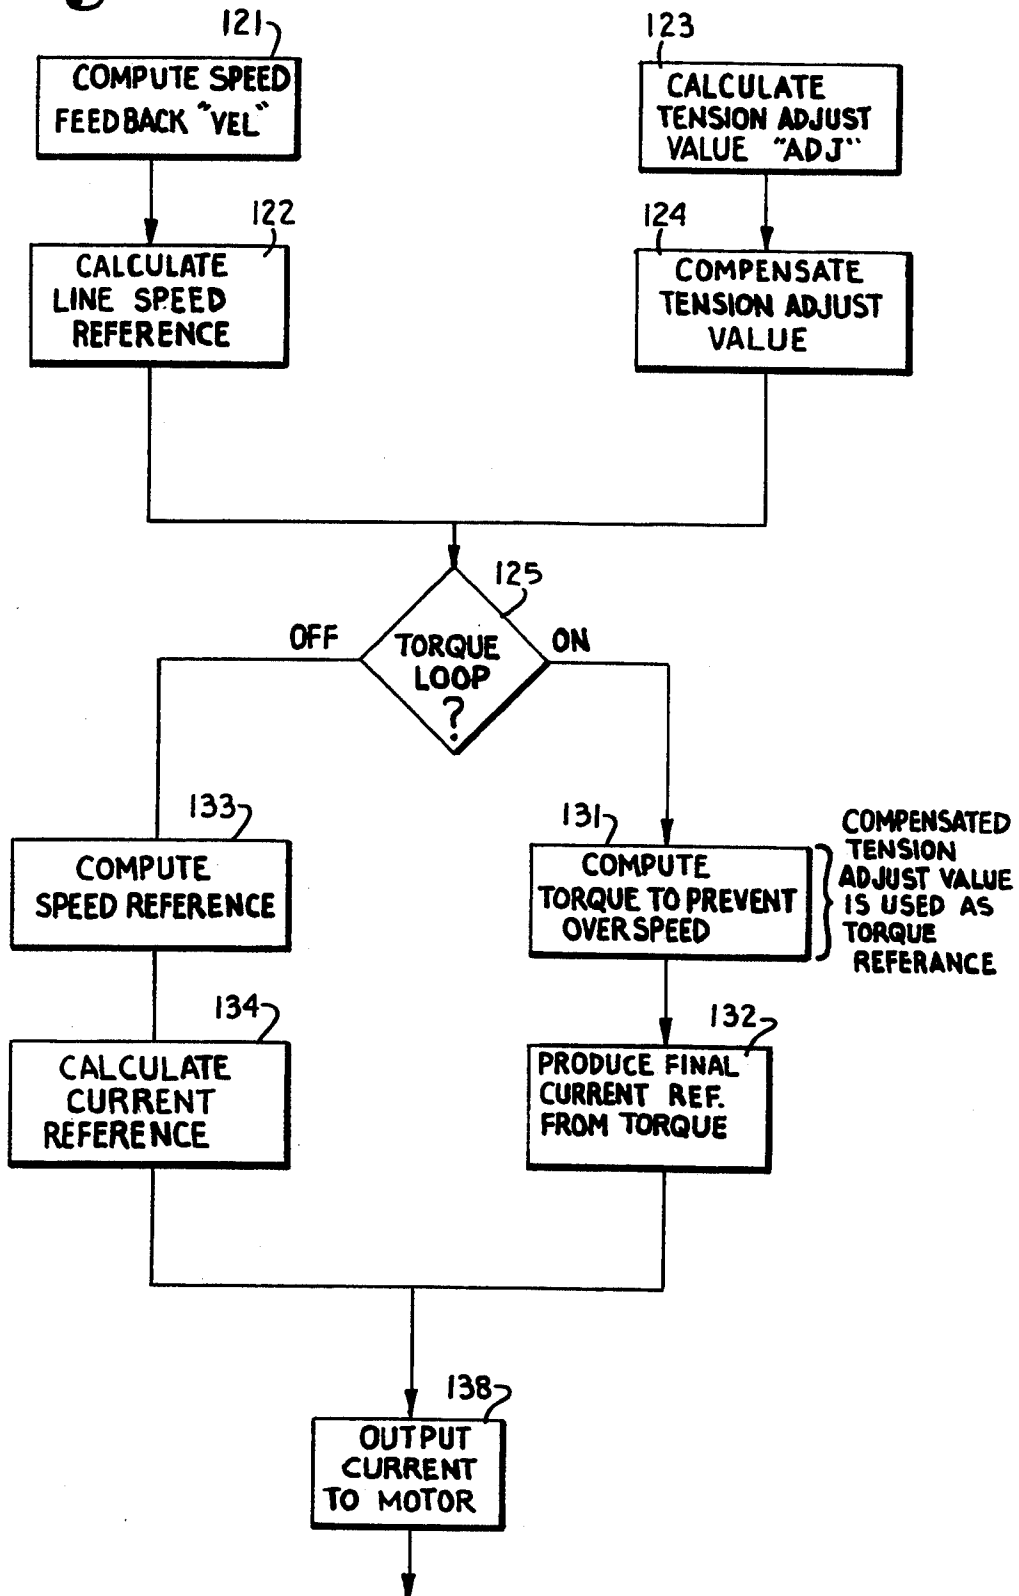 121
COMPUTE SPEED
FEEDBACK "VEL"
123
CALCULATE
TENSION ADJUST
VALUE "ADJ"
122
CALCULATE
LINE SPEED
REFERENCE
124
COMPENSATE
TENSION ADJUST
VALUE
125
OFF
TORQUE
LOOP
?
ON
133
COMPUTE
SPEED REFERENCE
131
COMPUTE
TORQUE TO PREVENT
OVERSPEED
COMPENSATED
TENSION
ADJUST VALUE
IS USED AS
TORQUE
REFERANCE
134
CALCULATE
CURRENT
REFERENCE
132
PRODUCE FINAL
CURRENT REF.
FROM TORQUE
138
OUTPUT
CURRENT
TO MOTOR